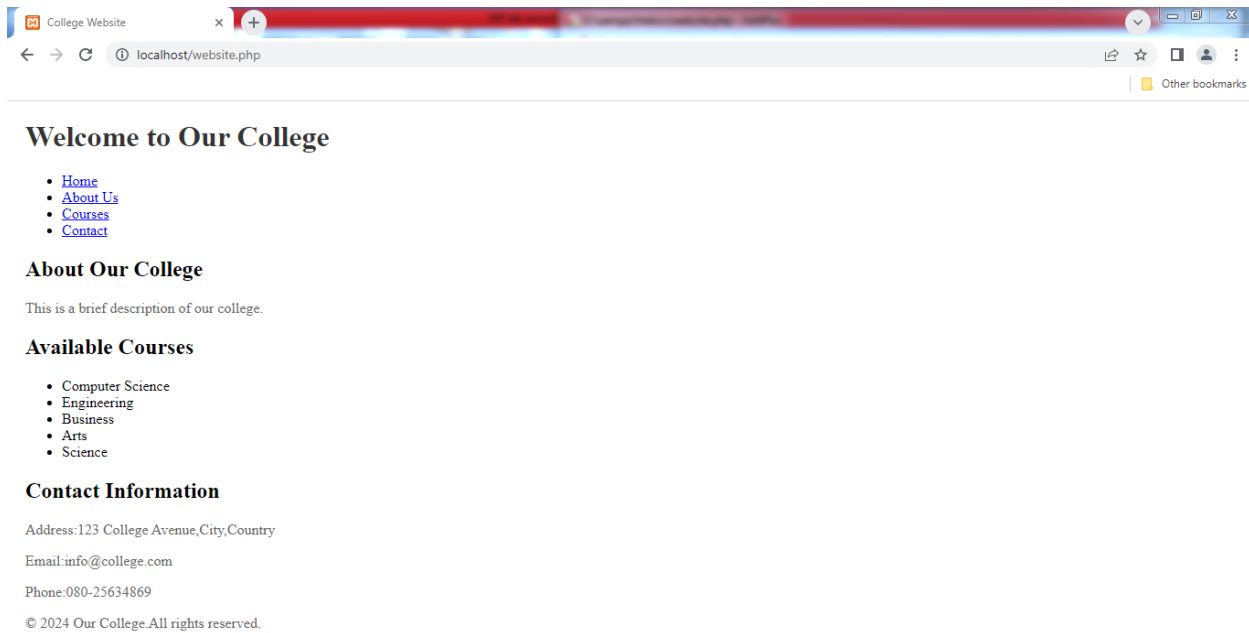 College Website
localhost/website.php
Other bookmarks
Welcome to Our College
Home
About Us
Courses
Contact
About Our College
This is a brief description of our college.
Available Courses
Computer Science
Engineering
Business
Arts
Science
Contact Information
Address:123 College Avenue,City,Country
Email:info@college.com
Phone:080-25634869
© 2024 Our College.All rights reserved.